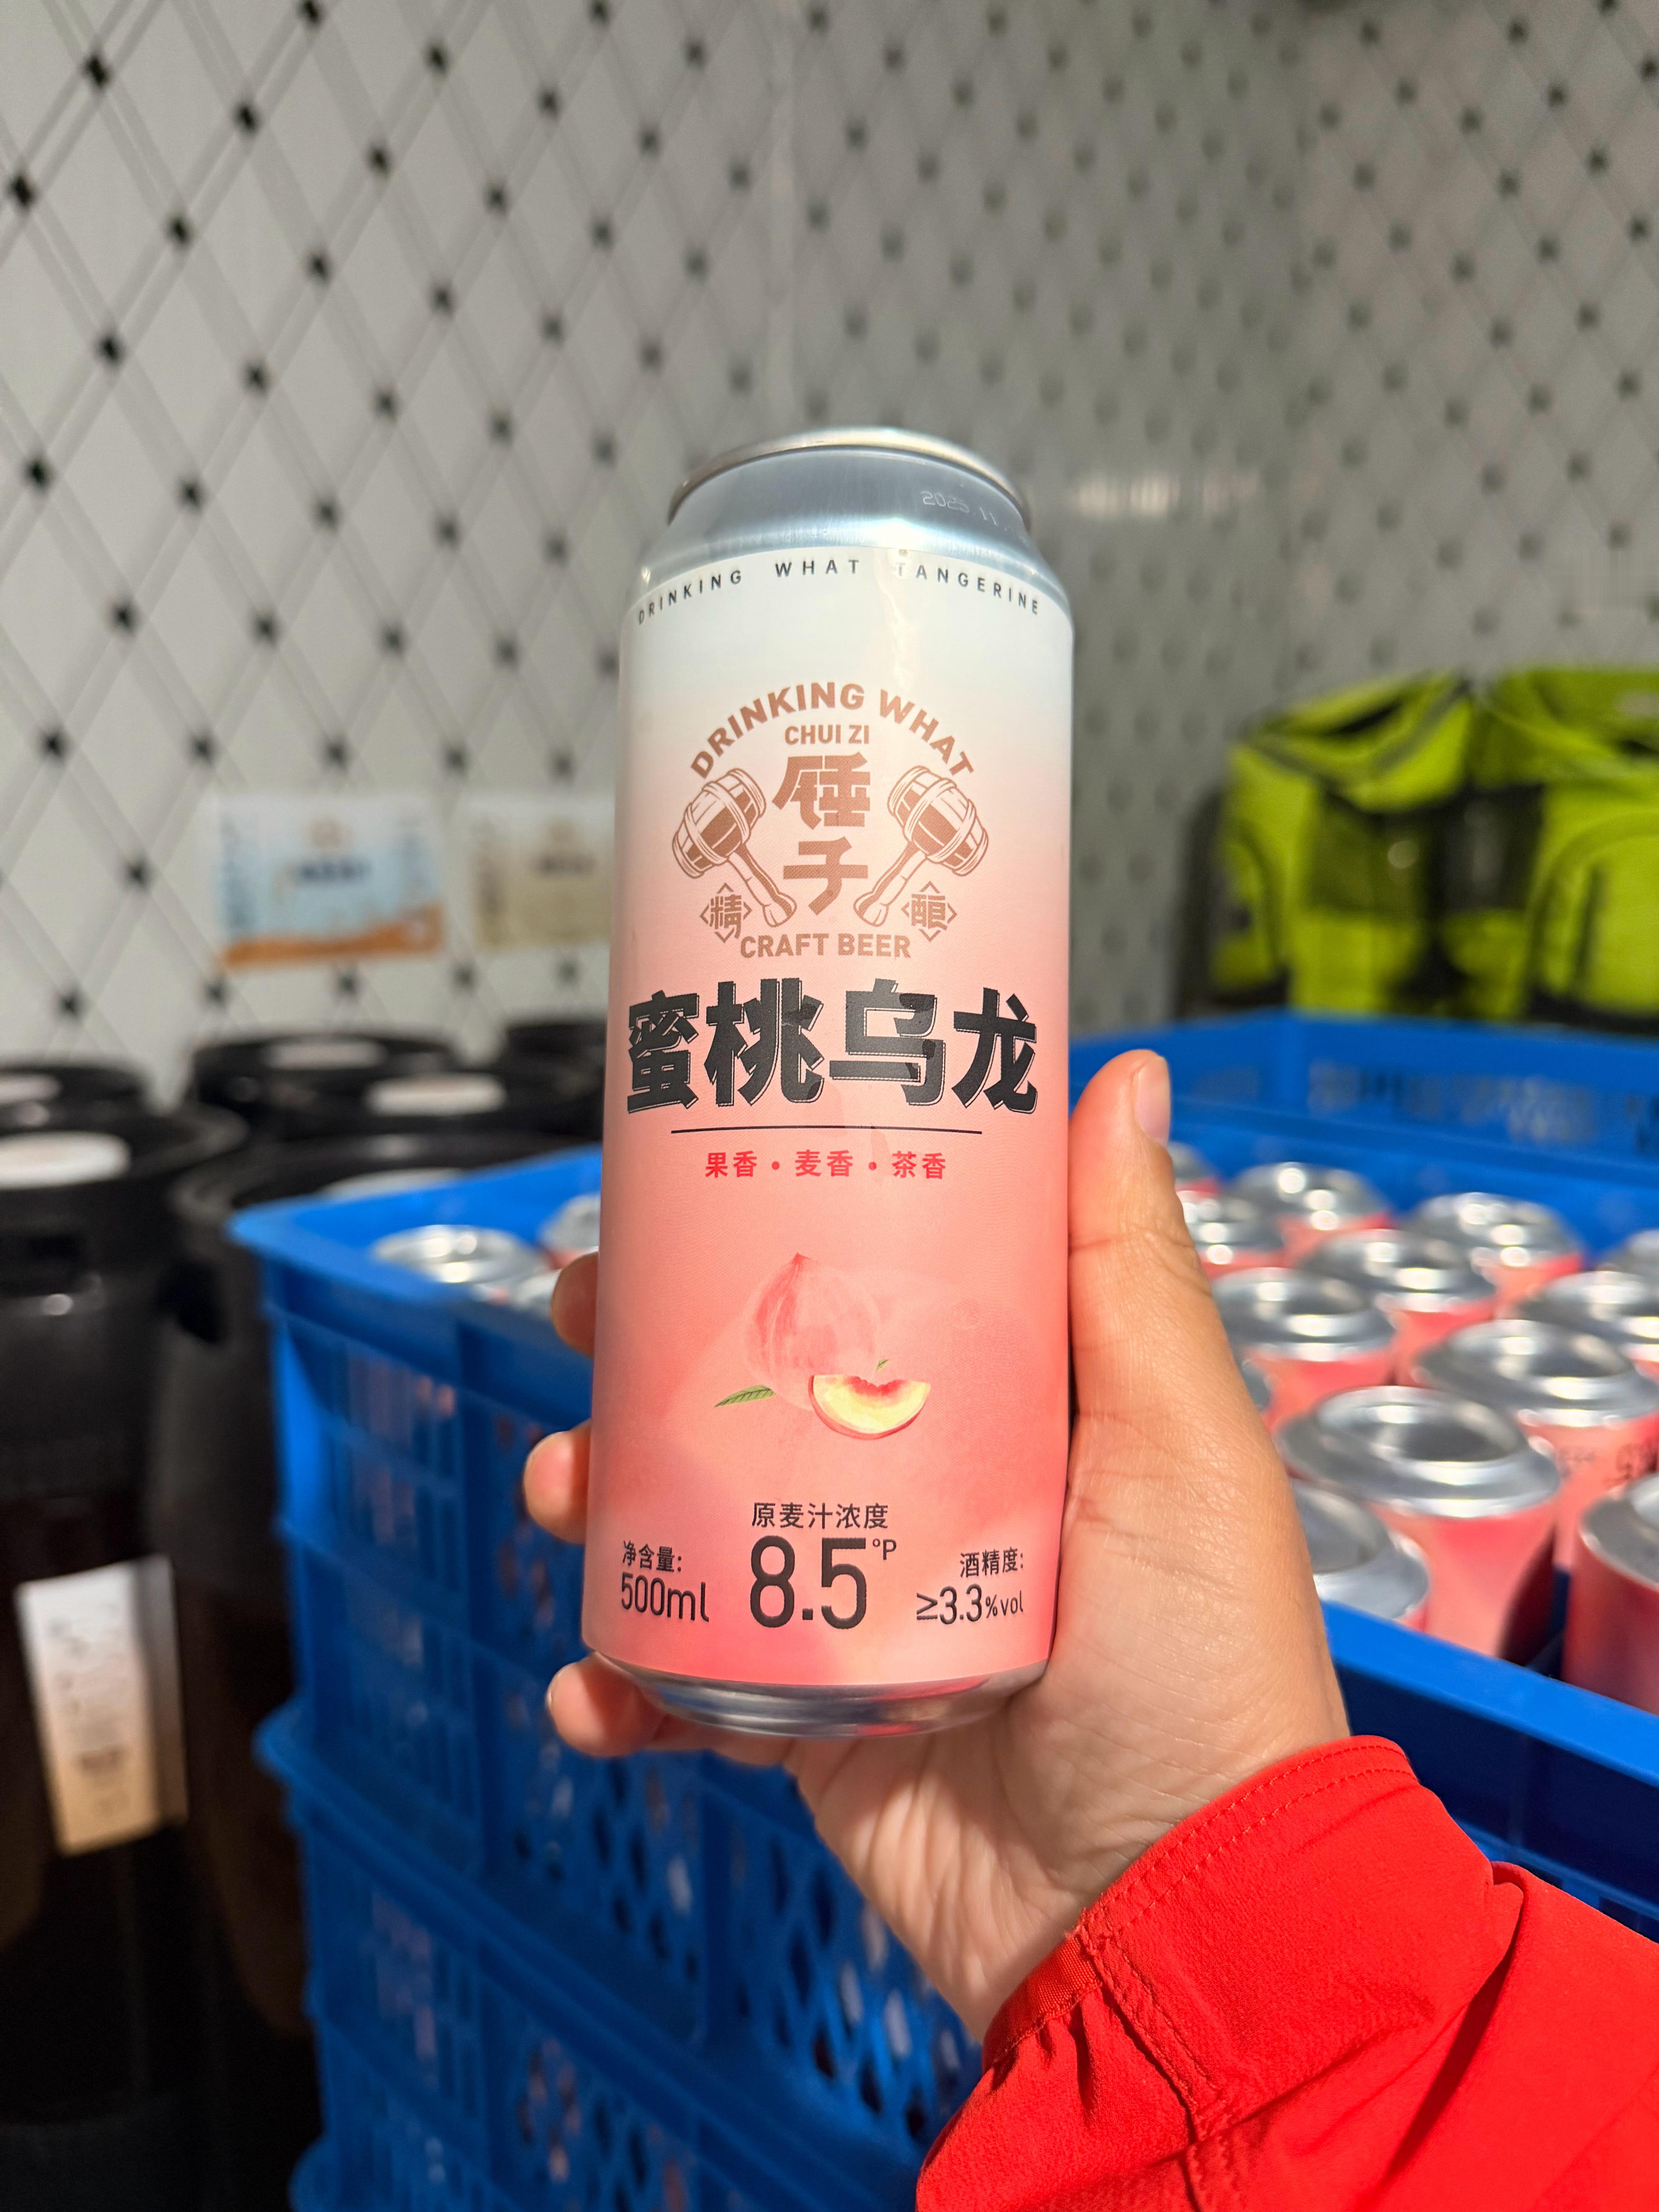 DRINKING WHAT TANGERINE
DRINKING WHAT
CHUI ZI
锤子
精酿
CRAFT BEER
蜜桃乌龙
果香·麦香·茶香
原麦汁浓度
8.5°P
净含量:
500ml
酒精度:
≥3.3%vol